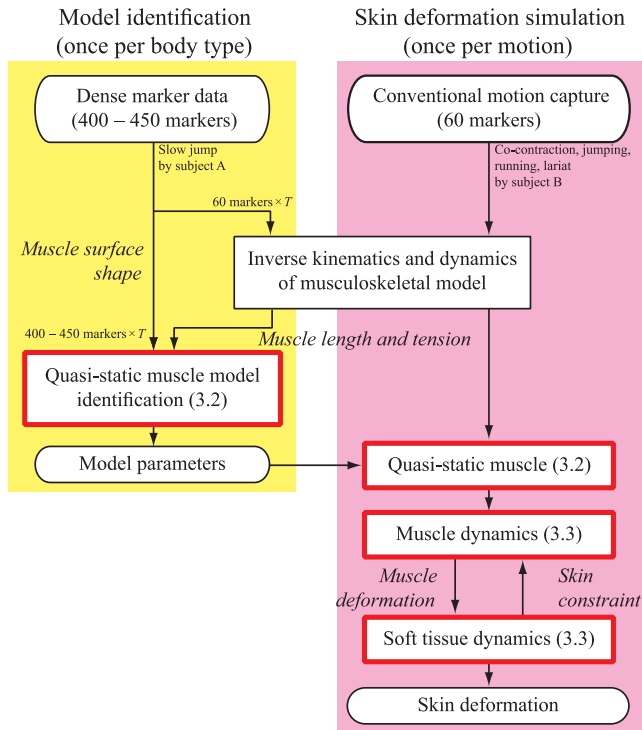 Model identification
(once per body type)
Skin deformation simulation
(once per motion)
Dense marker data
(400 – 450 markers)
Conventional motion capture
(60 markers)
Slow jump
by subject A
Co-contraction, jumping,
running, lariat
by subject B
60 markers × T
Muscle surface
shape
Inverse kinematics and dynamics
of musculoskeletal model
400 – 450 markers × T
Muscle length and tension
Quasi-static muscle model
identification (3.2)
Model parameters
Quasi-static muscle (3.2)
Muscle dynamics (3.3)
Muscle
deformation
Skin
constraint
Soft tissue dynamics (3.3)
Skin deformation